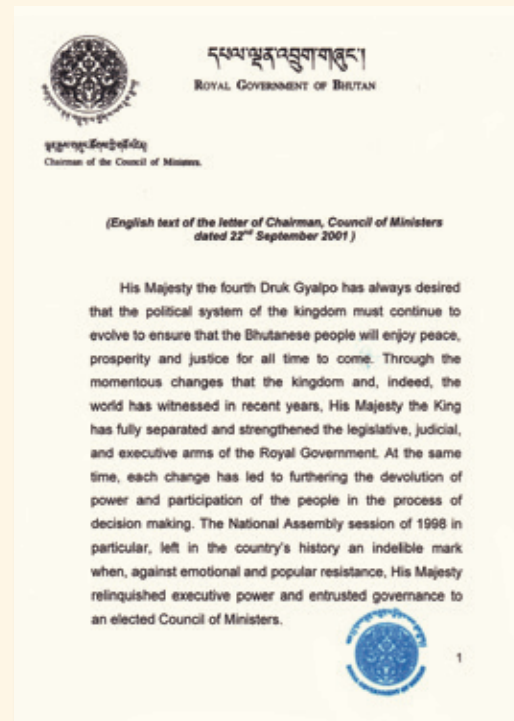 དཔལ་ལྡན་འབྲུག་གཞུང་།
ROYAL GOVERNMENT OF BHUTAN
Chairman of the Council of Ministers.
(English text of the letter of Chairman, Council of Ministers
dated 22nd September 2001)
His Majesty the fourth Druk Gyalpo has always desired
that the political system of the kingdom must continue to
evolve to ensure that the Bhutanese people will enjoy peace,
prosperity and justice for all time to come. Through the
momentous changes that the kingdom and, indeed, the
world has witnessed in recent years, His Majesty the King
has fully separated and strengthened the legislative, judicial,
and executive arms of the Royal Government. At the same
time, each change has led to furthering the devolution of
power and participation of the people in the process of
decision making. The National Assembly session of 1998 in
particular, left in the country's history an indelible mark
when, against emotional and popular resistance, His Majesty
relinquished executive power and entrusted governance to
an elected Council of Ministers.
ROYAL GOVERNMENT OF BHUTAN
1